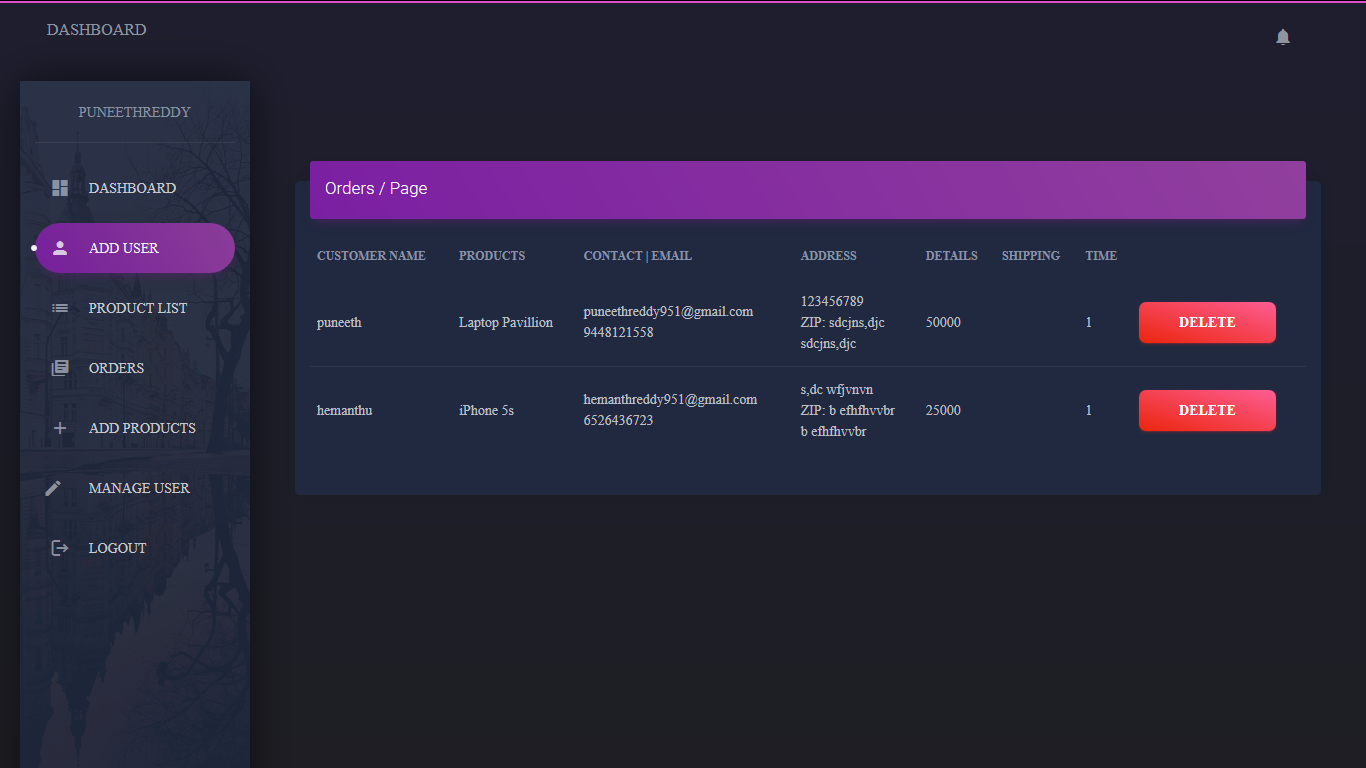 DASHBOARD
PUNEETHREDDY
DASHBOARD
ADD USER
PRODUCT LIST
ORDERS
ADD PRODUCTS
MANAGE USER
LOGOUT
Orders / Page
CUSTOMER NAME PRODUCTS CONTACT | EMAIL ADDRESS DETAILS SHIPPING TIME
puneeth Laptop Pavillion puneethreddy951@gmail.com 9448121558 123456789 ZIP: sdcjns,djc sdcjns,djc 50000 1 DELETE
hemanthu iPhone 5s hemanthreddy951@gmail.com 6526436723 s,dc wfjvnvn ZIP: b efhfhvvbr b efhfhvvbr 25000 1 DELETE